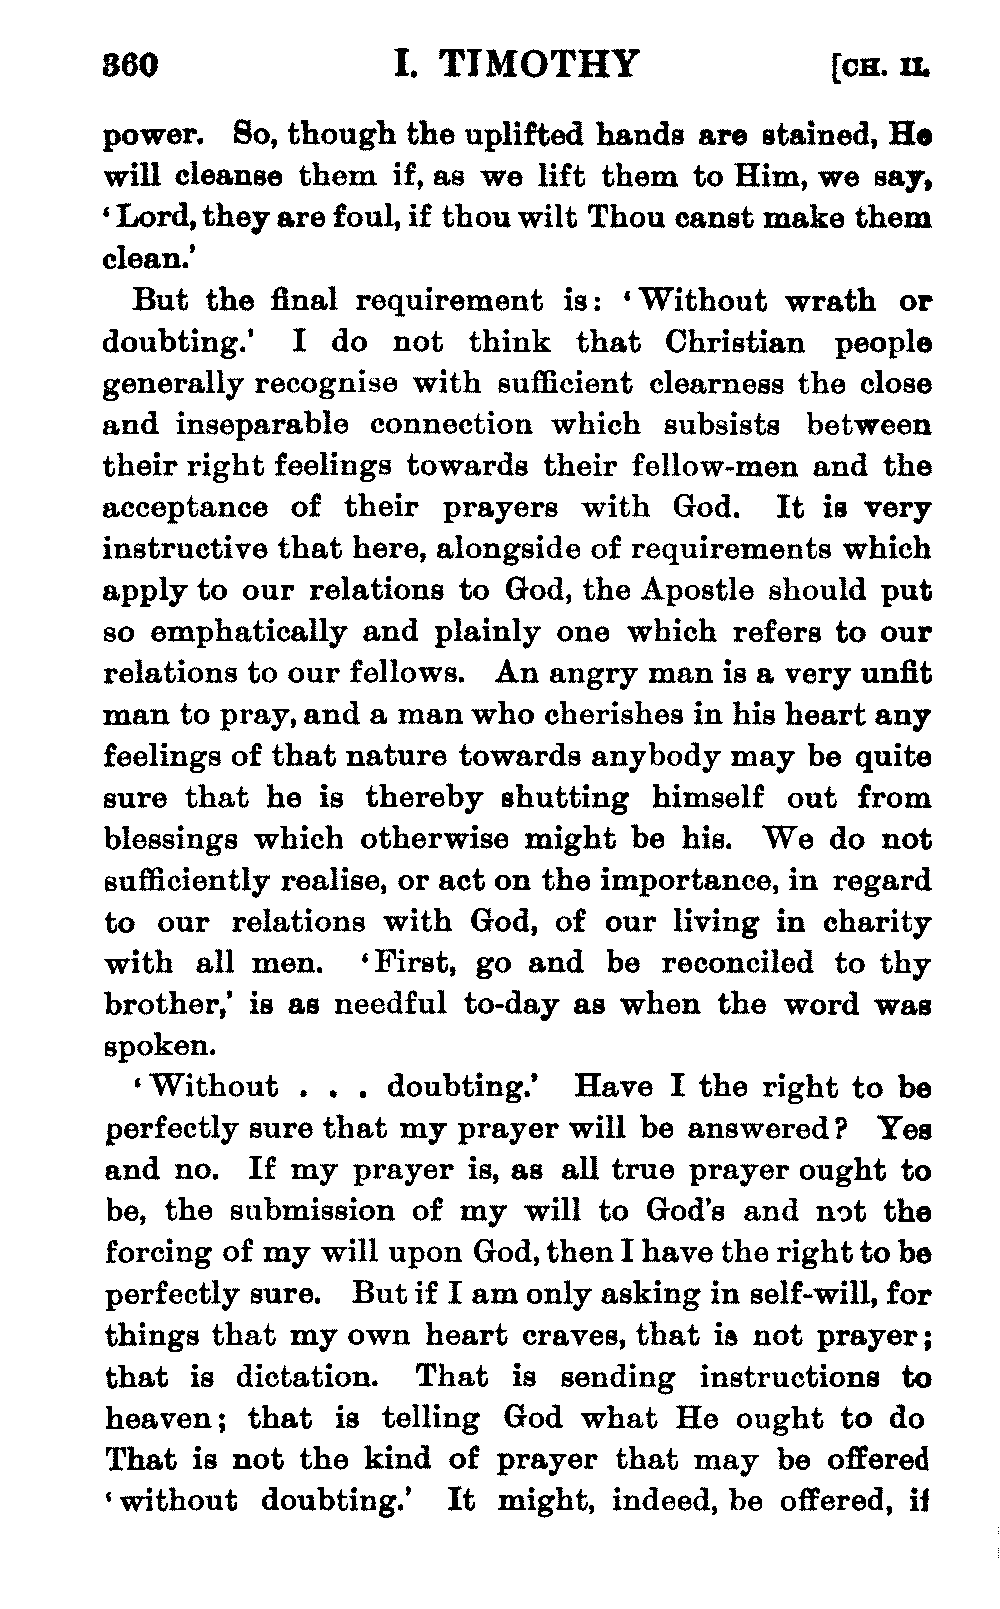 360 I. TIMOTHY [CH. II.
power. So, though the uplifted hands are stained, He
will cleanse them if, as we lift them to Him, we say,
‘Lord, they are foul, if thou wilt Thou canst make them
clean.’
But the final requirement is: ‘Without wrath or
doubting.’ I do not think that Christian people
generally recognise with sufficient clearness the close
and inseparable connection which subsists between
their right feelings towards their fellow-men and the
acceptance of their prayers with God. It is very
instructive that here, alongside of requirements which
apply to our relations to God, the Apostle should put
so emphatically and plainly one which refers to our
relations to our fellows. An angry man is a very unfit
man to pray, and a man who cherishes in his heart any
feelings of that nature towards anybody may be quite
sure that he is thereby shutting himself out from
blessings which otherwise might be his. We do not
sufficiently realise, or act on the importance, in regard
to our relations with God, of our living in charity
with all men. ‘First, go and be reconciled to thy
brother,’ is as needful to-day as when the word was
spoken.
‘Without . . . doubting.’ Have I the right to be
perfectly sure that my prayer will be answered? Yes
and no. If my prayer is, as all true prayer ought to
be, the submission of my will to God’s and not the
forcing of my will upon God, then I have the right to be
perfectly sure. But if I am only asking in self-will, for
things that my own heart craves, that is not prayer;
that is dictation. That is sending instructions to
heaven; that is telling God what He ought to do
That is not the kind of prayer that may be offered
‘without doubting.’ It might, indeed, be offered, if